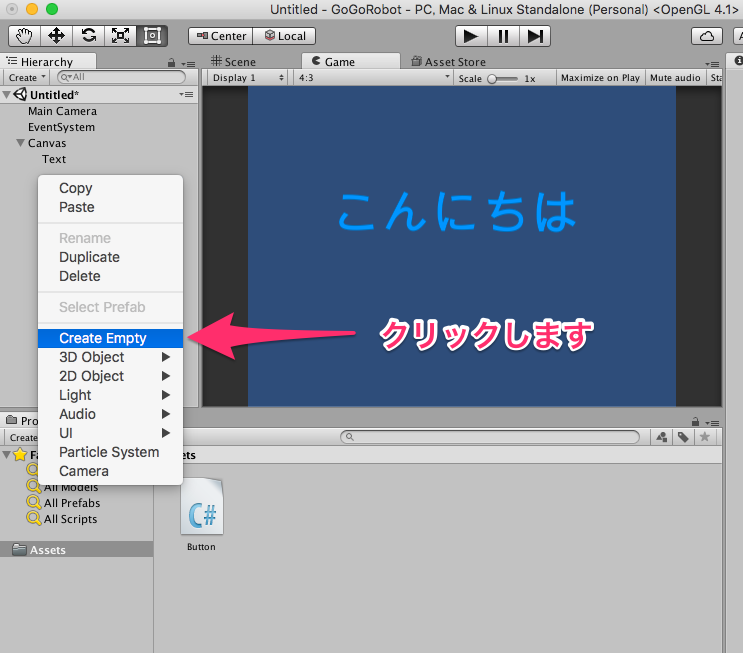 Untitled - GoGoRobot - PC, Mac & Linux Standalone (Personal) <OpenGL 4.1>
Center Local
Hierarchy
Create All
Untitled*
Main Camera
EventSystem
Canvas
Text
Scene Game Asset Store
Display 1 4:3 Scale 1x Maximize on Play Mute audio Sta
こんにちは
Copy
Paste
Rename
Duplicate
Delete
Select Prefab
Create Empty
3D Object
2D Object
Light
Audio
UI
Particle System
Camera
クリックします
Pro
Create
Fa
All Models
All Prefabs
All Scripts
Assets
ets
C#
Button